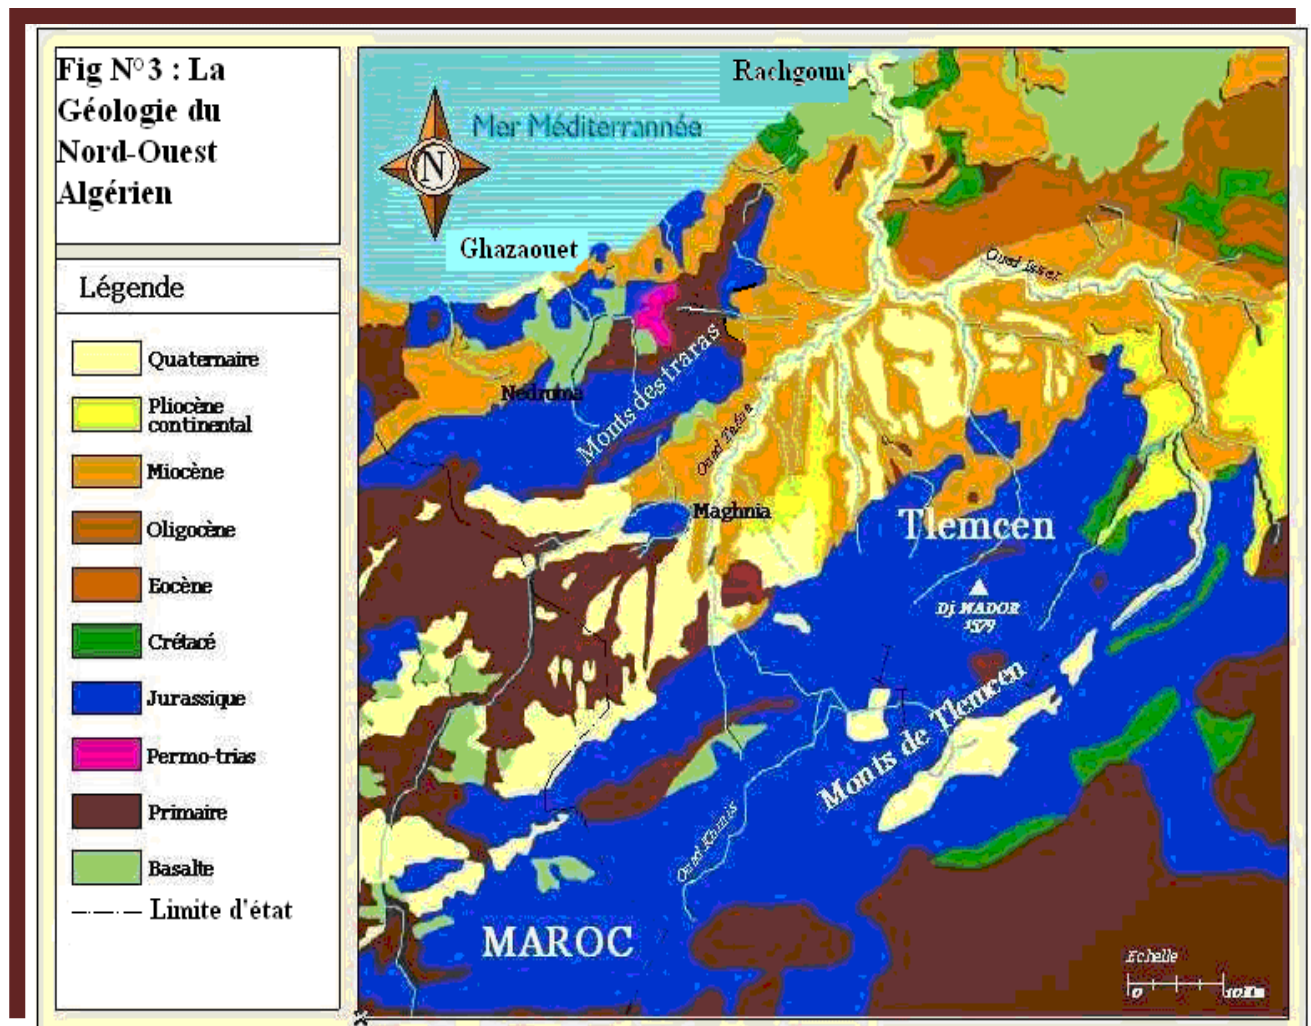 Fig N°3 : La
Géologie du
Nord-Ouest
Algérien
Légende
Quaternaire
Pliocène
continental
Miocène
Oligocène
Eocène
Crétacé
Jurassique
Permo-trias
Primaire
Basalte
Limite d'état
Rachgoun
Mer Méditerrannée
N
Ghazaouet
Oued Isser
Monts des traras
Nedroma
Oued Tafna
Maghnia
Tlemcen
Dj NADOR
1579
Monts de Tlemcen
Oued Khmis
MAROC
Echelle
0